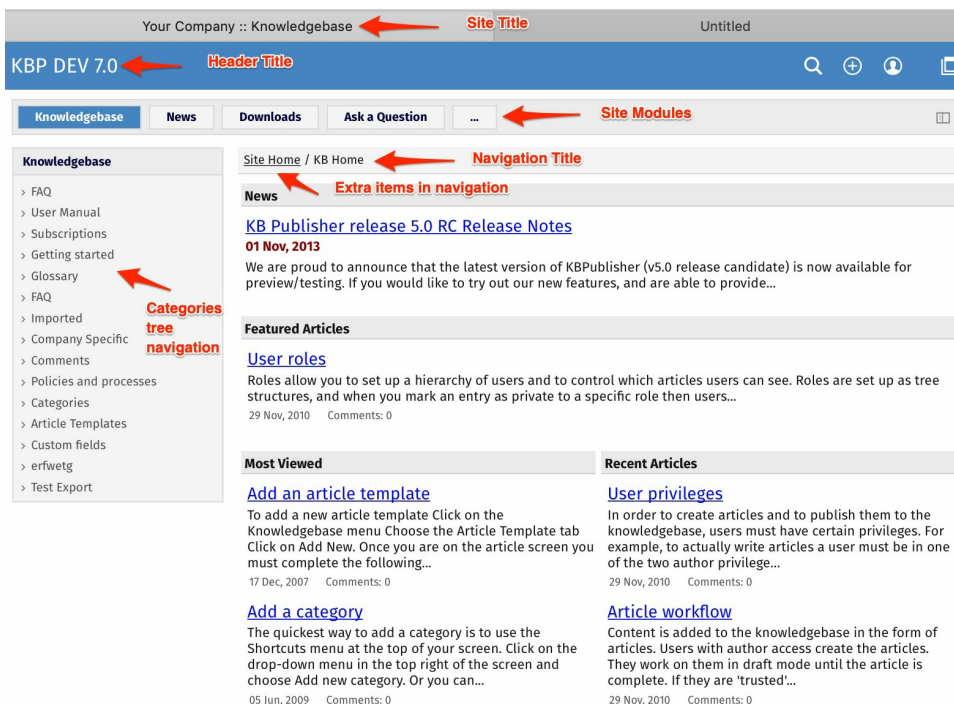 Your Company :: Knowledgebase
Site Title
Untitled
KBP DEV 7.0
Header Title
Knowledgebase
News
Downloads
Ask a Question
...
Site Modules
Knowledgebase
> FAQ
> User Manual
> Subscriptions
> Getting started
> Glossary
> FAQ
> Imported
> Company Specific
> Comments
> Policies and processes
> Categories
> Article Templates
> Custom fields
> erfwetg
> Test Export
Categories
tree
navigation
Site Home / KB Home
Navigation Title
Extra items in navigation
News
KB Publisher release 5.0 RC Release Notes
01 Nov, 2013
We are proud to announce that the latest version of KBPublisher (v5.0 release candidate) is now available for
preview/testing. If you would like to try out our new features, and are able to provide...
Featured Articles
User roles
Roles allow you to set up a hierarchy of users and to control which articles users can see. Roles are set up as tree
structures, and when you mark an entry as private to a specific role then users...
29 Nov, 2010 Comments: 0
Most Viewed
Add an article template
To add a new article template Click on the
Knowledgebase menu Choose the Article Template tab
Click on Add New. Once you are on the article screen you
must complete the following...
17 Dec, 2007 Comments: 0
Add a category
The quickest way to add a category is to use the
Shortcuts menu at the top of your screen. Click on the
drop-down menu in the top right of the screen and
choose Add new category. Or you can...
05 Jun, 2009 Comments: 0
Recent Articles
User privileges
In order to create articles and to publish them to the
knowledgebase, users must have certain privileges. For
example, to actually write articles a user must be in one
of the two author privilege...
29 Nov, 2010 Comments: 0
Article workflow
Content is added to the knowledgebase in the form of
articles. Users with author access create the articles.
They work on them in draft mode until the article is
complete. If they are 'trusted'...
29 Nov, 2010 Comments: 0